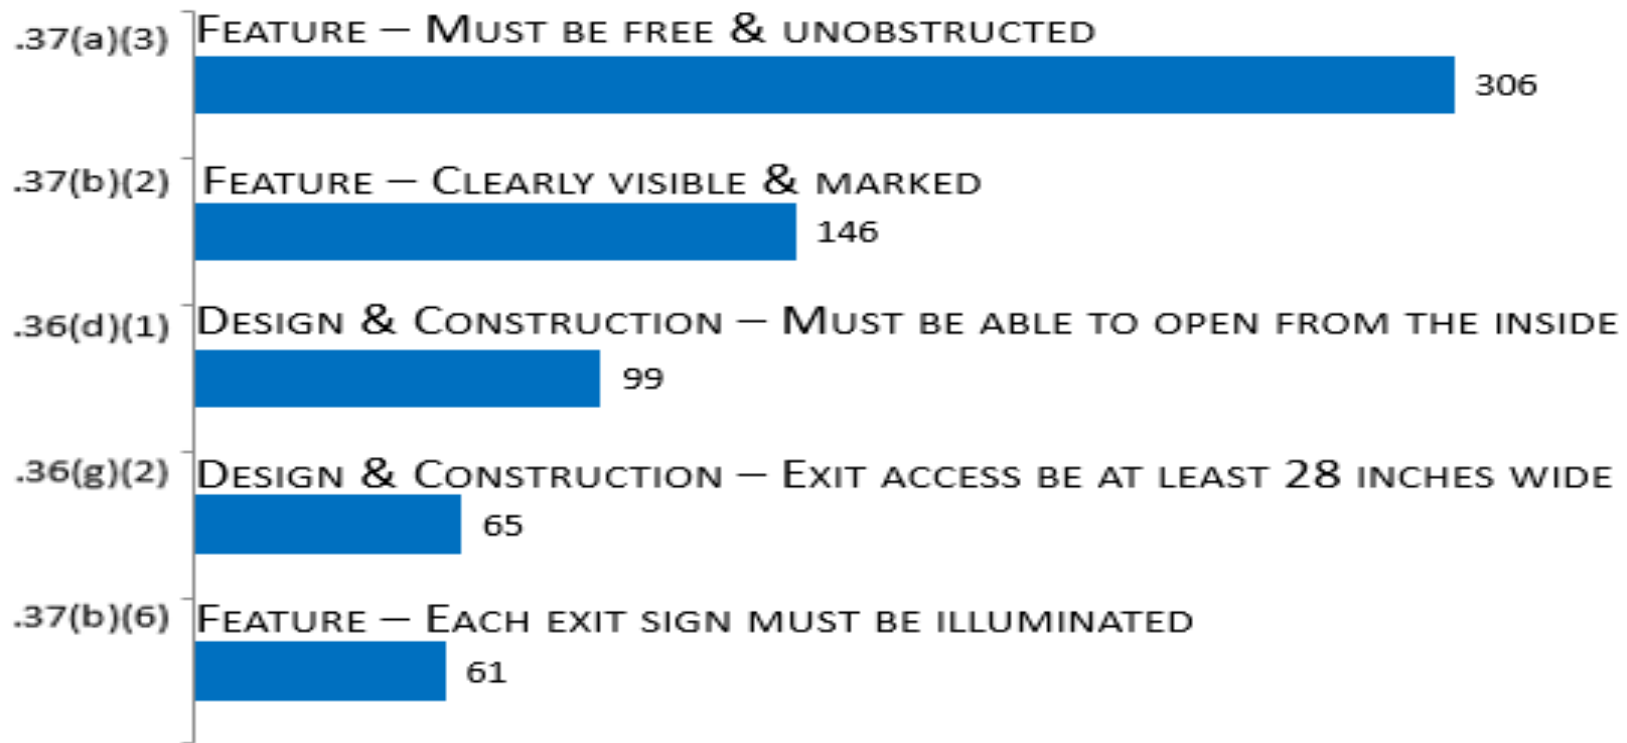 .37(a)(3) FEATURE – MUST BE FREE & UNOBSTRUCTED
306
.37(b)(2) FEATURE – CLEARLY VISIBLE & MARKED
146
.36(d)(1) DESIGN & CONSTRUCTION – MUST BE ABLE TO OPEN FROM THE INSIDE
99
.36(g)(2) DESIGN & CONSTRUCTION – EXIT ACCESS BE AT LEAST 28 INCHES WIDE
65
.37(b)(6) FEATURE – EACH EXIT SIGN MUST BE ILLUMINATED
61